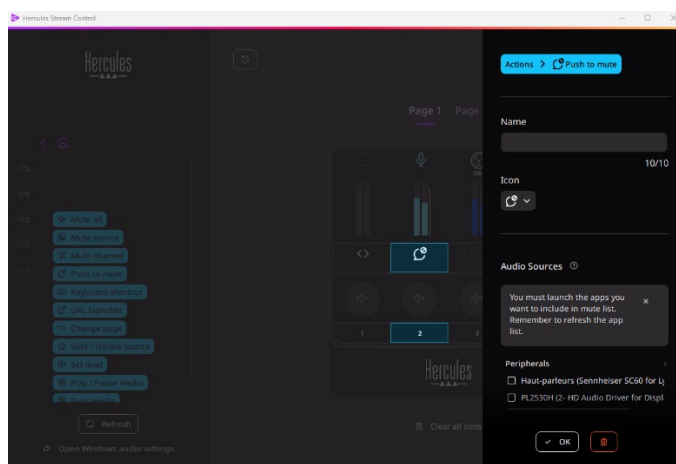 Hercules Stream Control
Hercules
Actions > Push to mute
Page 1 Page
Name
10/10
Icon
Mute all
Mute source
Mute channel
Push to mute
Keyboard shortcut
URL launcher
Change page
Solo / Isolate source
Set level
Play / Pause media
Next media
Audio Sources
You must launch the apps you
want to include in mute list.
Remember to refresh the app
list.
1 2 3
Peripherals
Haut-parleurs (Sennheiser SC60 for Ly
PL2530H (2- HD Audio Driver for Displ
Hercules
Refresh
Clear all slots
OK
Open Windows audio settings